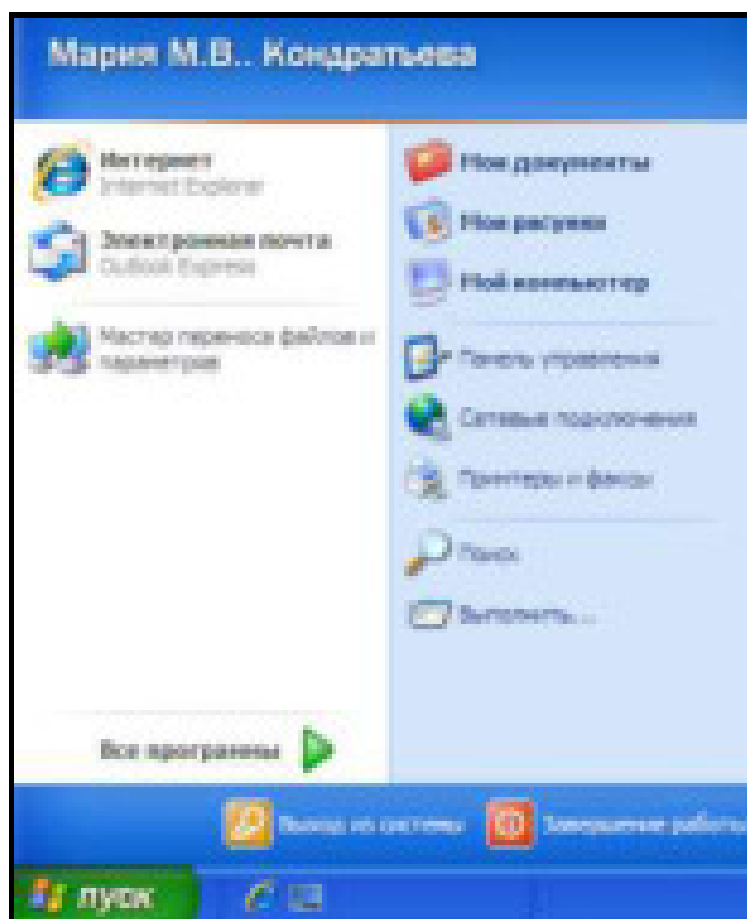 Мария М.В.. Кондратьева
Интернет
Internet Explorer
Электронная почта
Outlook Express
Мастер переноса файлов и
параметров
Все программы
Мои документы
Мои рисунки
Мой компьютер
Панель управления
Сетевые подключения
Принтеры и факсы
Поиск
Выполнить...
Выход из системы
Завершение работы
пуск